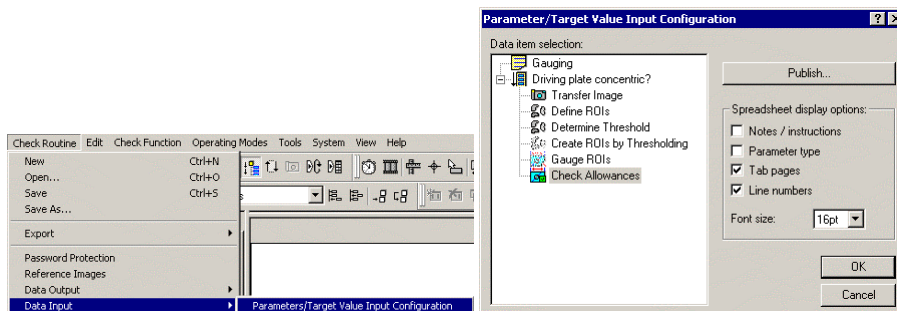 Check Routine Edit Check Function Operating Modes Tools System View Help
New Ctrl+N
Open... Ctrl+O
Save Ctrl+S
Save As...
Export
Password Protection
Reference Images
Data Output
Data Input
Parameters/Target Value Input Configuration
Parameter/Target Value Input Configuration
Data item selection:
Gauging
Driving plate concentric?
Transfer Image
Define ROIs
Determine Threshold
Create ROIs by Thresholding
Gauge ROIs
Check Allowances
Publish...
Spreadsheet display options:
Notes / instructions
Parameter type
Tab pages
Line numbers
Font size: 16pt
OK
Cancel